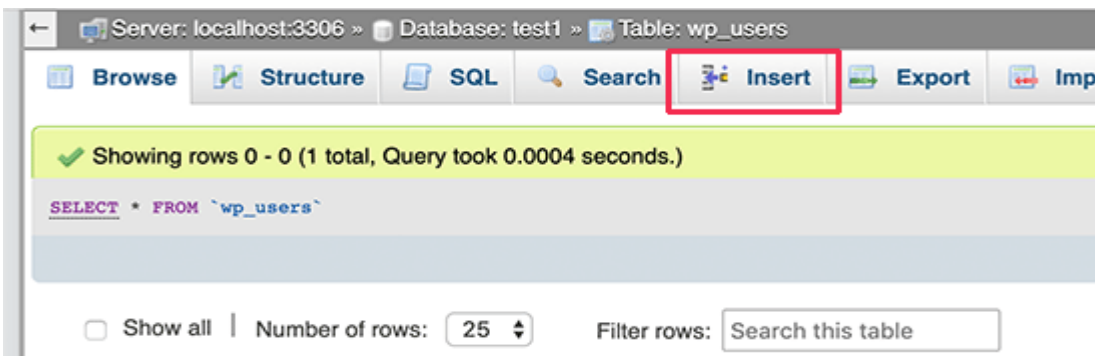 ← Server: localhost:3306 » Database: test1 » Table: wp_users
Browse Structure SQL Search Insert Export Imp
Showing rows 0 - 0 (1 total, Query took 0.0004 seconds.)
SELECT * FROM `wp_users`
Show all | Number of rows: 25 Filter rows: Search this table